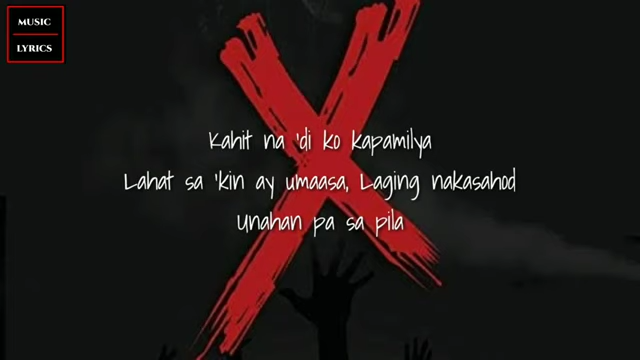 MUSIC
LYRICS
Kahit na 'di ko kapamilya
Lahat sa 'kin ay umaasa, Laging nakasahod
Unahan pa sa pila